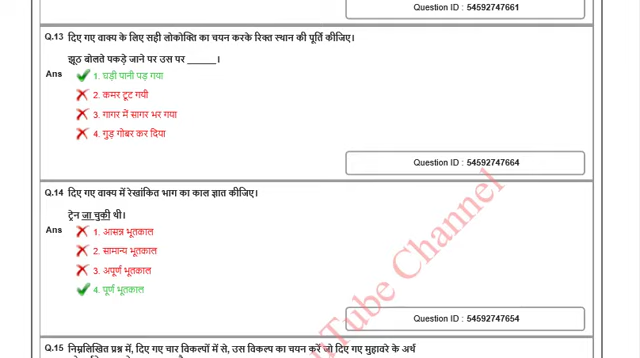 Question ID : 54592747661
Q.13 दिए गए वाक्य के लिए सही लोकोक्ति का चयन करके रिक्त स्थान की पूर्ति कीजिए।
झूठ बोलते पकड़े जाने पर उस पर ______।
Ans 1. घड़ों पानी पड़ गया
2. कमर टूट गयी
3. गागर में सागर भर गया
4. गुड़ गोबर कर दिया
Question ID : 54592747664
Q.14 दिए गए वाक्य में रेखांकित भाग का काल ज्ञात कीजिए।
ट्रेन जा चुकी थी।
Ans 1. आसन्न भूतकाल
2. सामान्य भूतकाल
3. अपूर्ण भूतकाल
4. पूर्ण भूतकाल
Question ID : 54592747654
Q.15 निम्नलिखित प्रश्न में, दिए गए चार विकल्पों में से, उस विकल्प का चयन करें जो दिए गए मुहावरे के अर्थ
uTube Channel